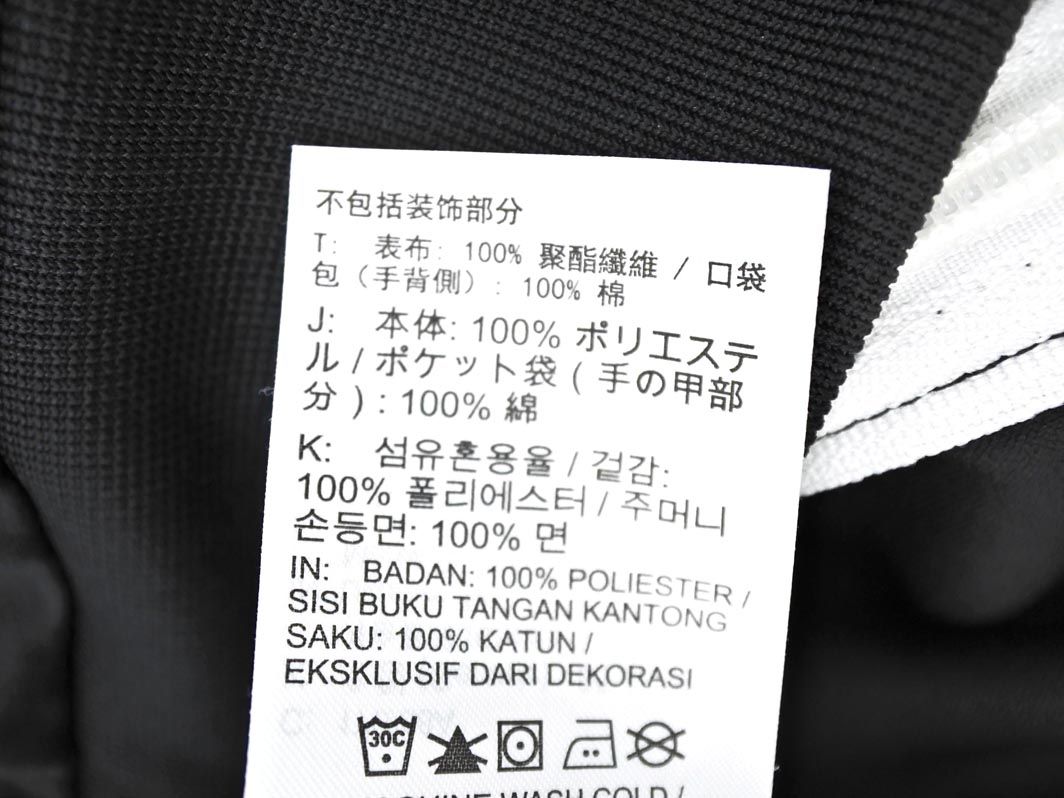 不包括装饰部分
T: 表布: 100% 聚酯纖維 / 口袋
包（手背側）: 100% 棉
J: 本体: 100% ポリエステ
ル / ポケット袋 ( 手の甲部
分 ) : 100% 綿
K: 섬유혼용율 / 겉감:
100% 폴리에스터 / 주머니
손등면: 100% 면
IN: BADAN: 100% POLIESTER /
SISI BUKU TANGAN KANTONG
SAKU: 100% KATUN /
EKSKLUSIF DARI DEKORASI
30C
WASH COLD /